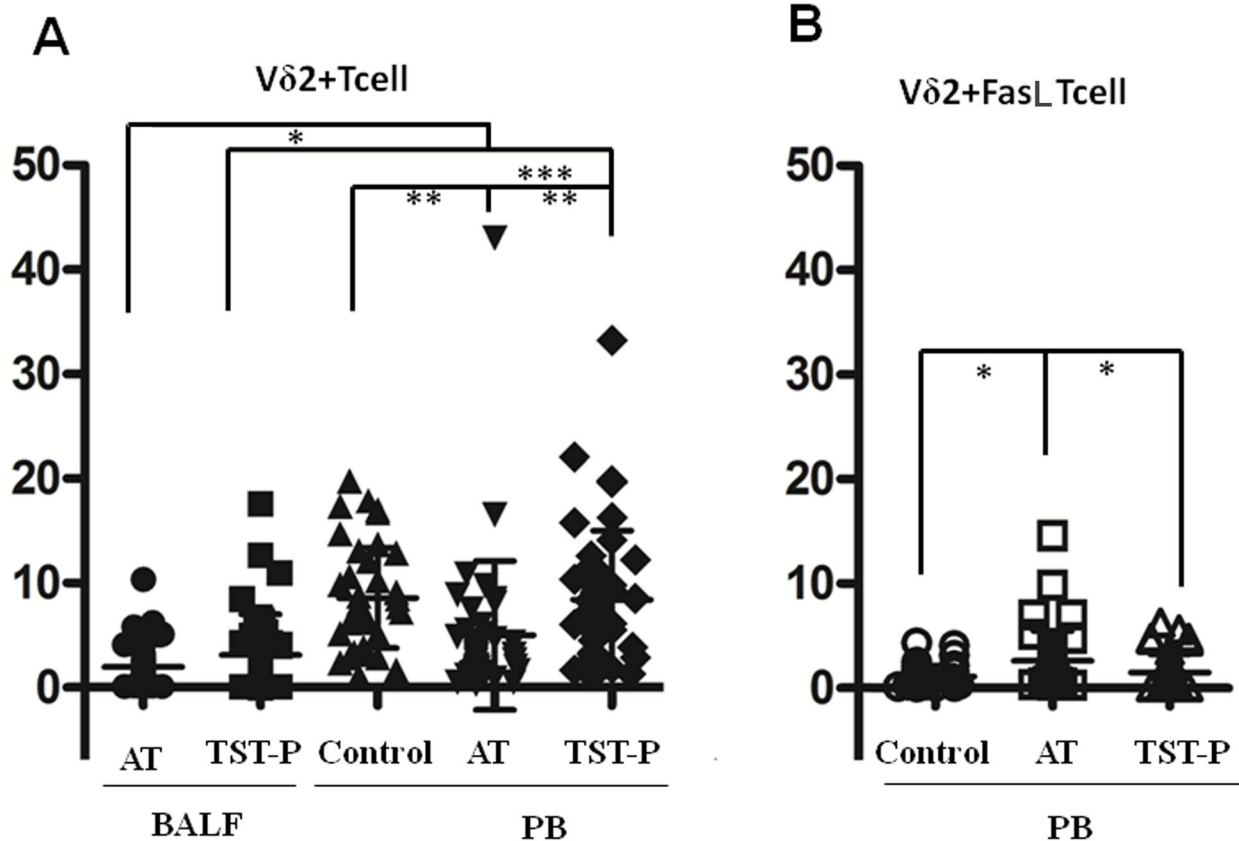 A
Vδ2+Tcell
*
***
** **
50
40
30
20
10
0
AT TST-P Control AT TST-P
BALF PB
B
Vδ2+FasL Tcell
50
40
30
20
10
0
* *
Control AT TST-P
PB